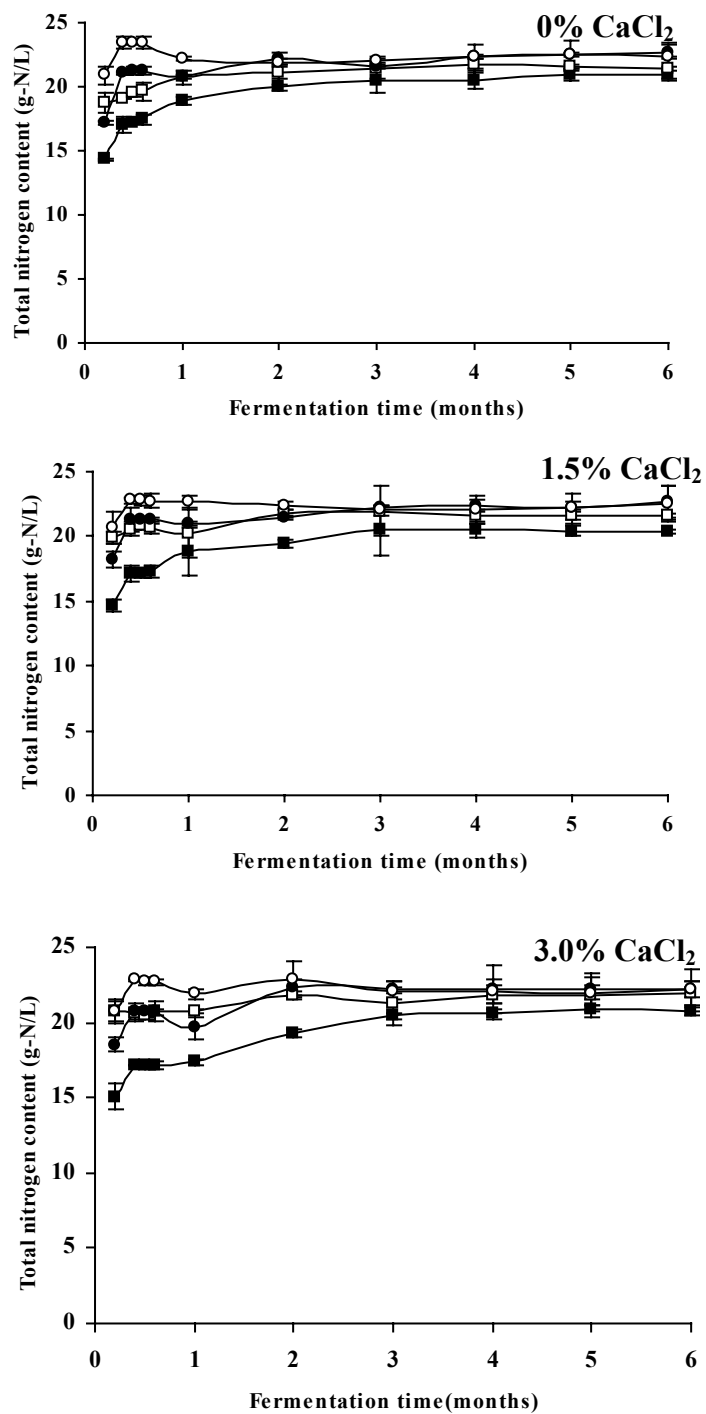 0% CaCl₂
Total nitrogen content (g-N/L)
25
20
15
10
5
0
0 1 2 3 4 5 6
Fermentation time (months)
1.5% CaCl₂
Total nitrogen content (g-N/L)
25
20
15
10
5
0
0 1 2 3 4 5 6
Fermentation time (months)
3.0% CaCl₂
Total nitrogen content (g-N/L)
25
20
15
10
5
0
0 1 2 3 4 5 6
Fermentation time(months)